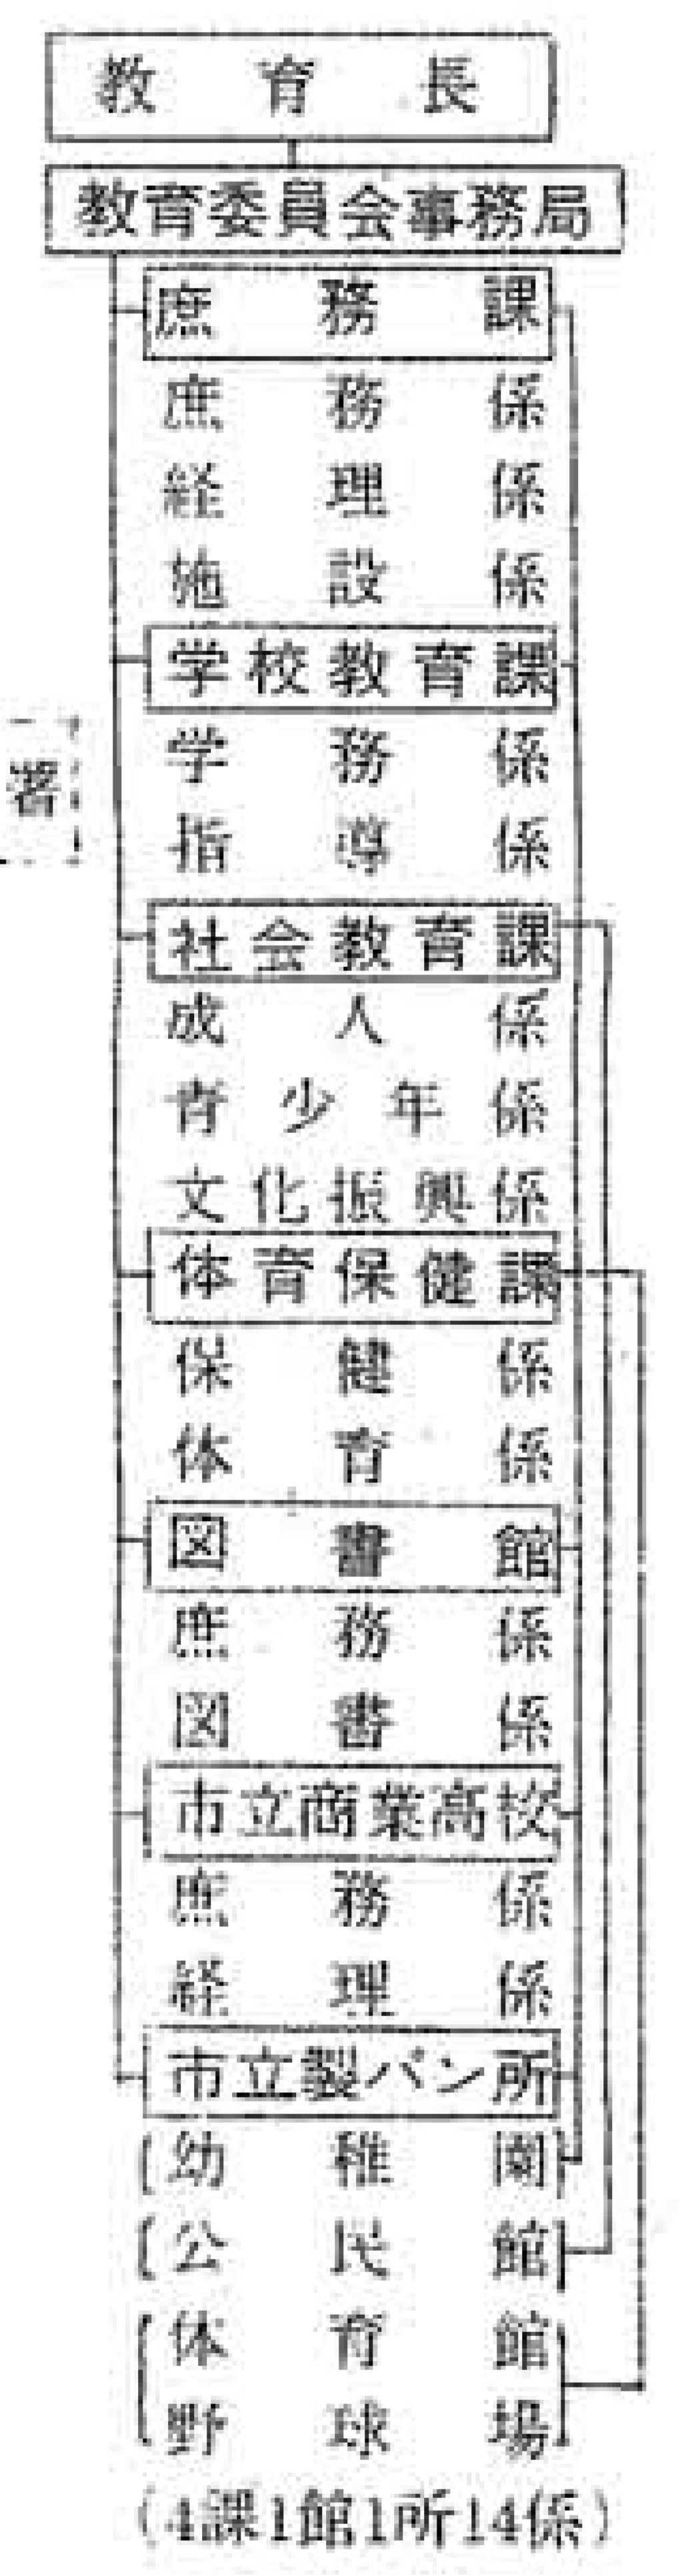 教育長
教育委員会事務局
庶務課
庶務係
経理係
施設係
学校教育課
学務係
指導係
署
社会教育課
成人係
青少年係
文化振興係
体育保健課
保健係
体育係
図書館
庶務係
図書係
市立商業高校
庶務係
経理係
市立製パン所
幼稚園
公民館
体育館
野球場
(4課1館1所14係)